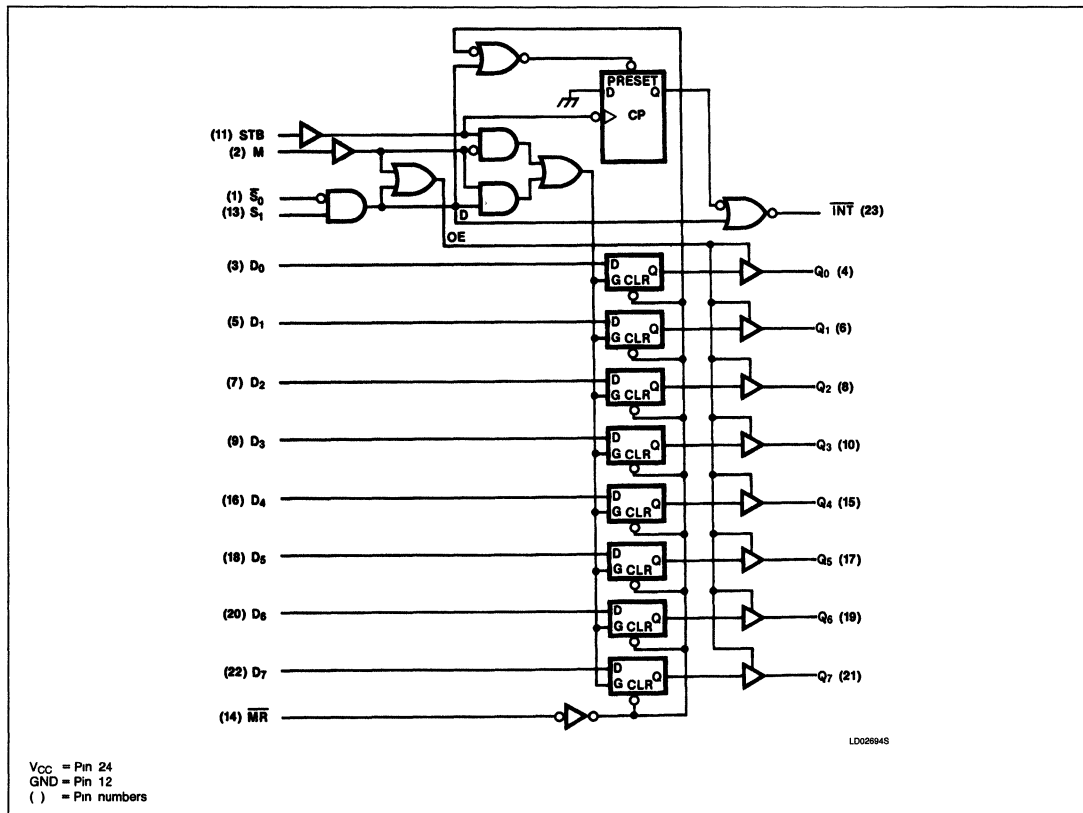 PRESET
D Q
CP
(11) STB
(2) M
(1) S̅₀
(13) S₁
D
I̅N̅T̅ (23)
OE
(3) D₀
D Q
G CLR
Q₀ (4)
(5) D₁
D Q
G CLR
Q₁ (6)
(7) D₂
D Q
G CLR
Q₂ (8)
(9) D₃
D Q
G CLR
Q₃ (10)
(16) D₄
D Q
G CLR
Q₄ (15)
(18) D₅
D Q
G CLR
Q₅ (17)
(20) D₆
D Q
G CLR
Q₆ (19)
(22) D₇
D Q
G CLR
Q₇ (21)
(14) M̅R̅
LD02694S
V_CC = Pin 24
GND = Pin 12
( ) = Pin numbers